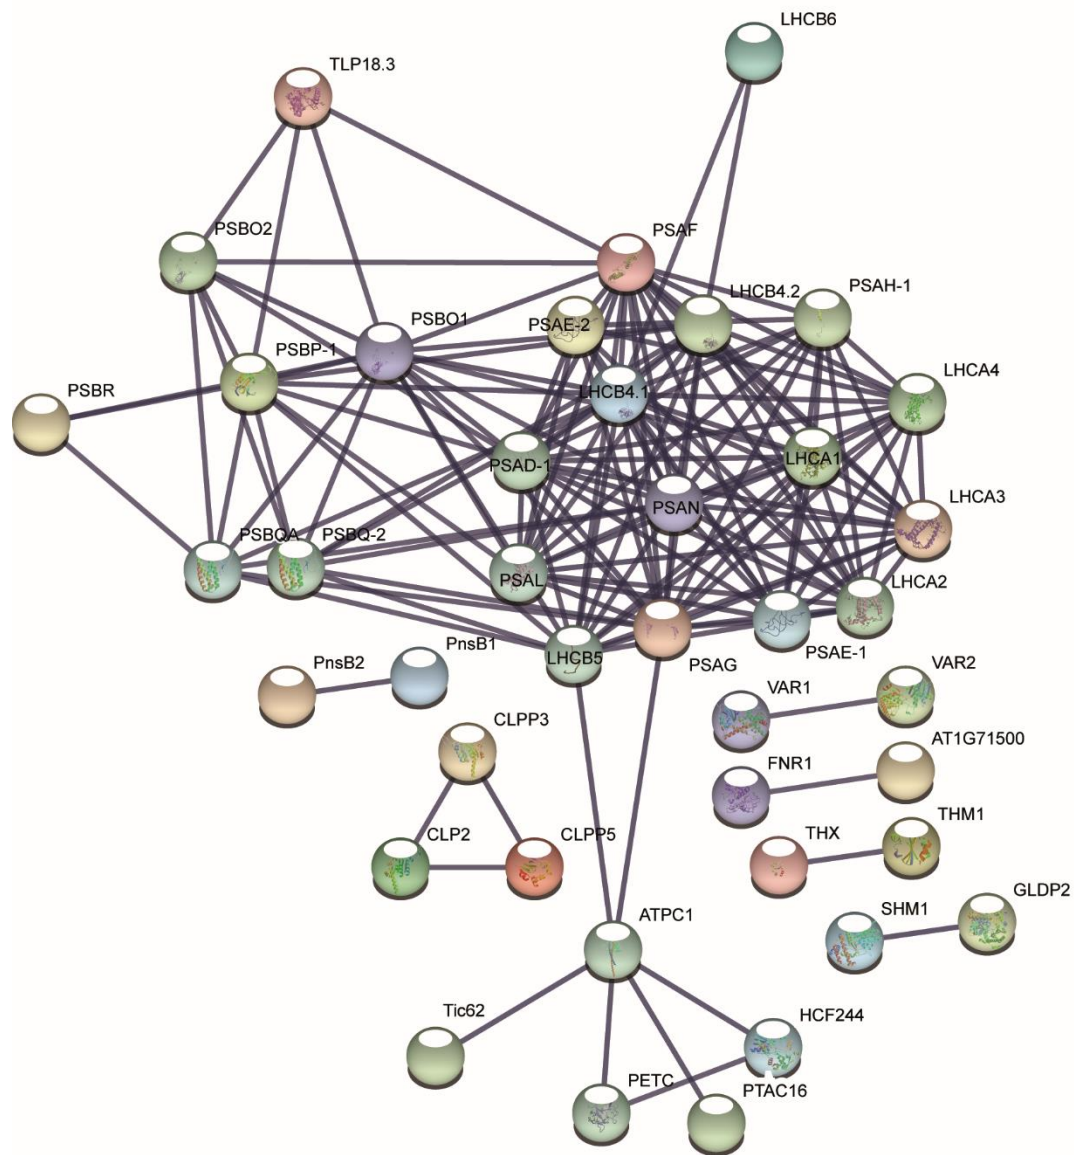 LHCB6
TLP18.3
PSBO2
PSAF
LHCB4.2
PSAH-1
PSBO1
PSAE-2
PSBP-1
LHCB4.1
LHCA4
PSBR
PSAD-1
LHCA1
PSAN
LHCA3
PSBQA
PSBQ-2
PSAL
LHCA2
PnsB1
LHCB5
PSAG
PSAE-1
PnsB2
VAR1
VAR2
CLPP3
FNR1
AT1G71500
CLP2
CLPP5
THX
THM1
SHM1
GLDP2
ATPC1
Tic62
HCF244
PETC
PTAC16